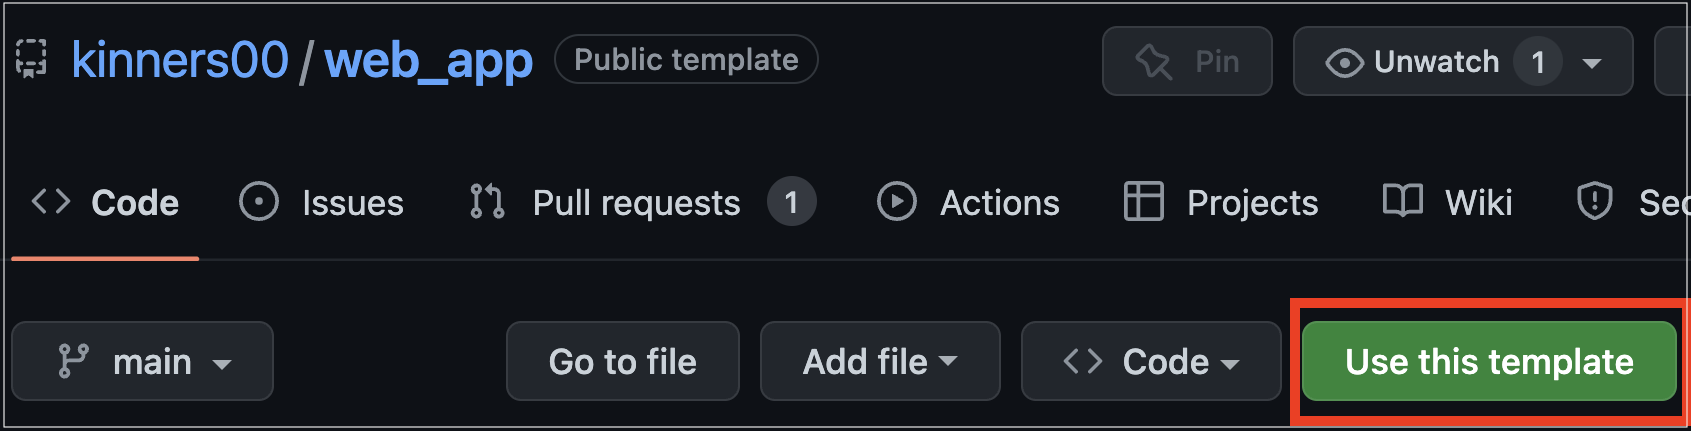 kinners00 / web_app Public template Pin Unwatch 1
Code Issues Pull requests 1 Actions Projects Wiki
main Go to file Add file Code Use this template